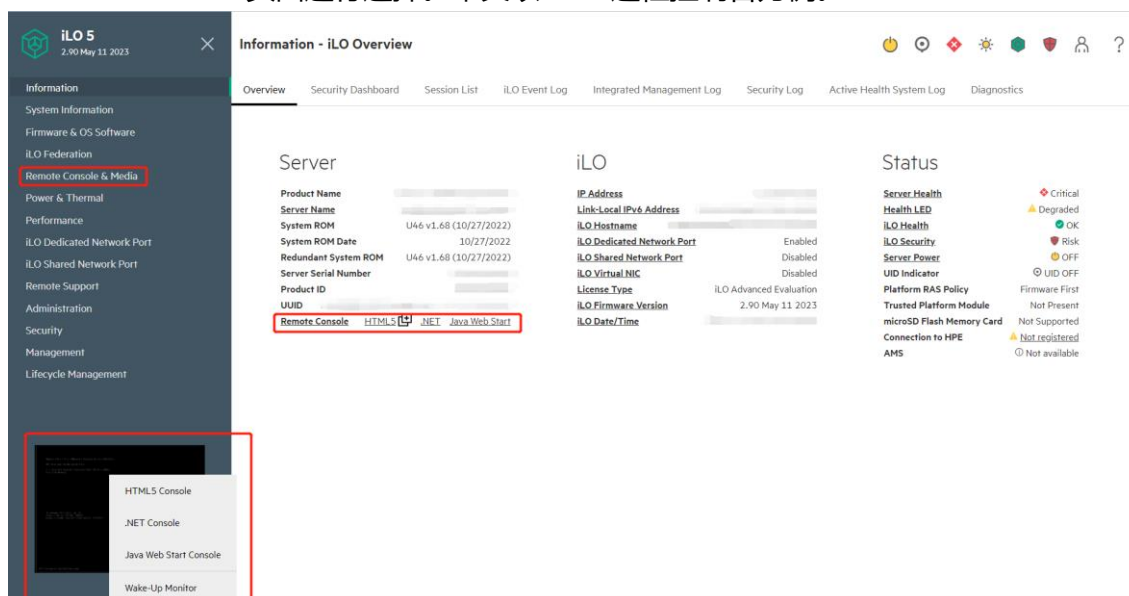 iLO 5
2.90 May 11 2023
Information - iLO Overview
?
Information
System Information
Firmware & OS Software
iLO Federation
Remote Console & Media
Power & Thermal
Performance
iLO Dedicated Network Port
iLO Shared Network Port
Remote Support
Administration
Security
Management
Lifecycle Management
HTML5 Console
.NET Console
Java Web Start Console
Wake-Up Monitor
Overview Security Dashboard Session List iLO Event Log Integrated Management Log Security Log Active Health System Log Diagnostics
Server
Product Name
Server Name
System ROM U46 v1.68 (10/27/2022)
System ROM Date 10/27/2022
Redundant System ROM U46 v1.68 (10/27/2022)
Server Serial Number
Product ID
UUID
Remote Console HTML5 .NET Java Web Start
iLO
IP Address
Link-Local IPv6 Address
iLO Hostname
iLO Dedicated Network Port Enabled
iLO Shared Network Port Disabled
iLO Virtual NIC Disabled
License Type iLO Advanced Evaluation
iLO Firmware Version 2.90 May 11 2023
iLO Date/Time
Status
Server Health Critical
Health LED Degraded
iLO Health OK
iLO Security Risk
Server Power OFF
UID Indicator UID OFF
Platform RAS Policy Firmware First
Trusted Platform Module Not Present
microSD Flash Memory Card Not Supported
Connection to HPE Not registered
AMS Not available